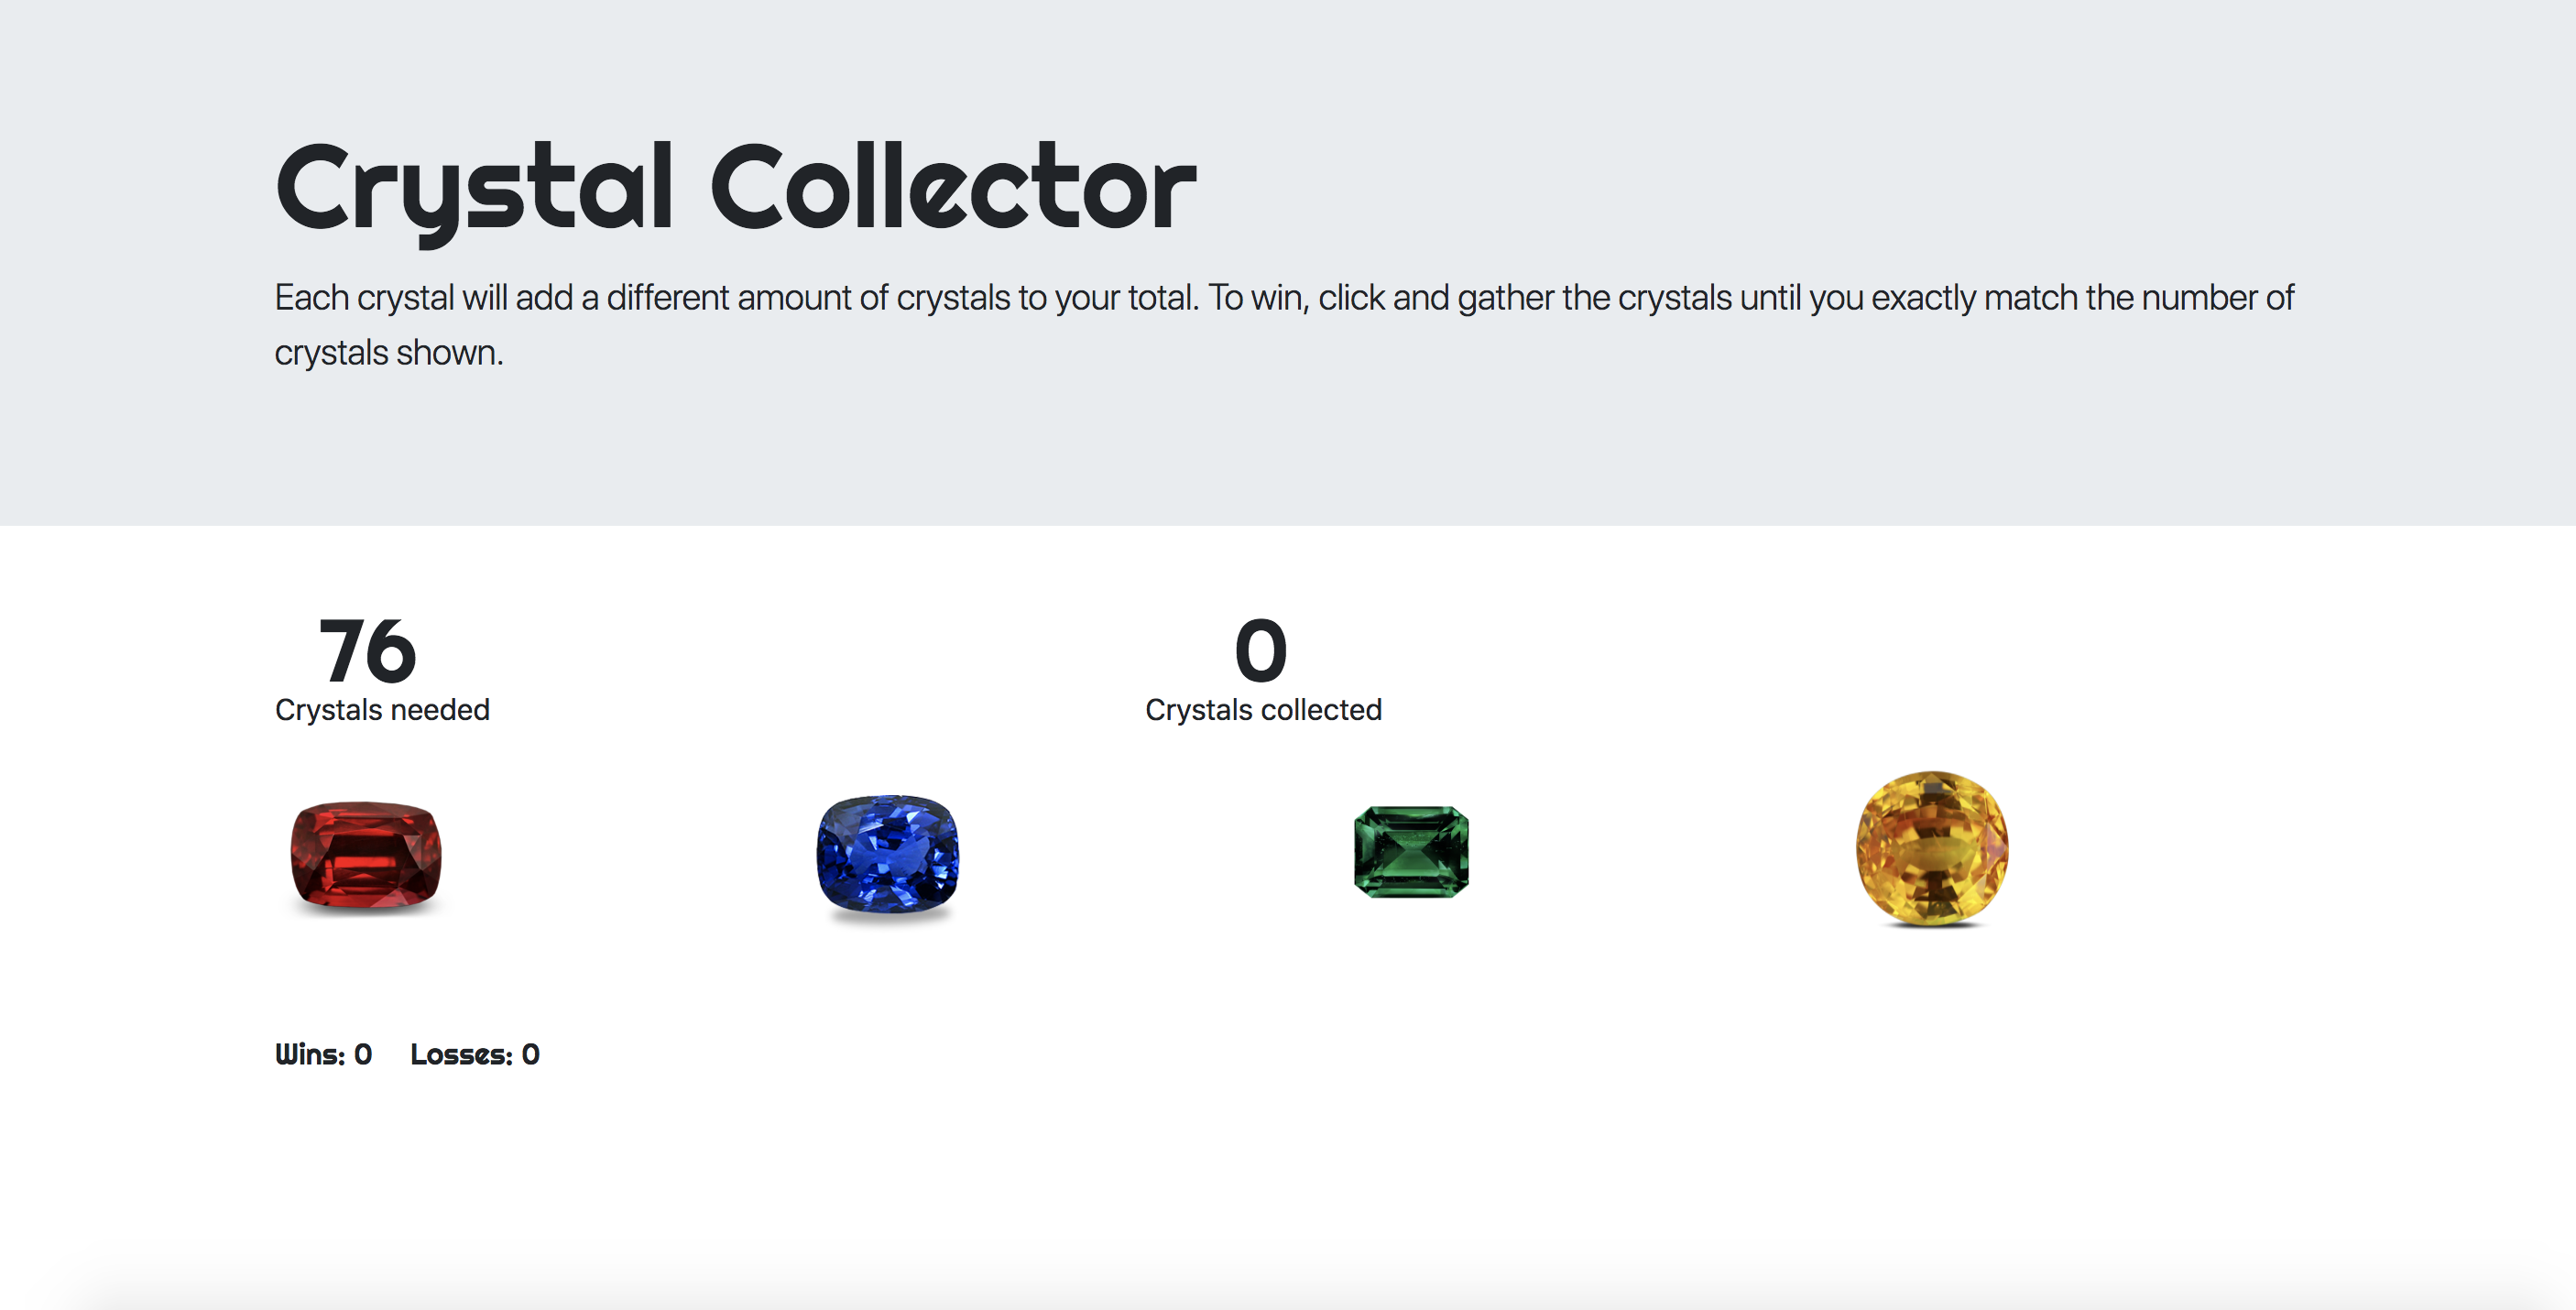 Crystal Collector
Each crystal will add a different amount of crystals to your total. To win, click and gather the crystals until you exactly match the number of
crystals shown.
76
Crystals needed
0
Crystals collected
Wins: 0 Losses: 0